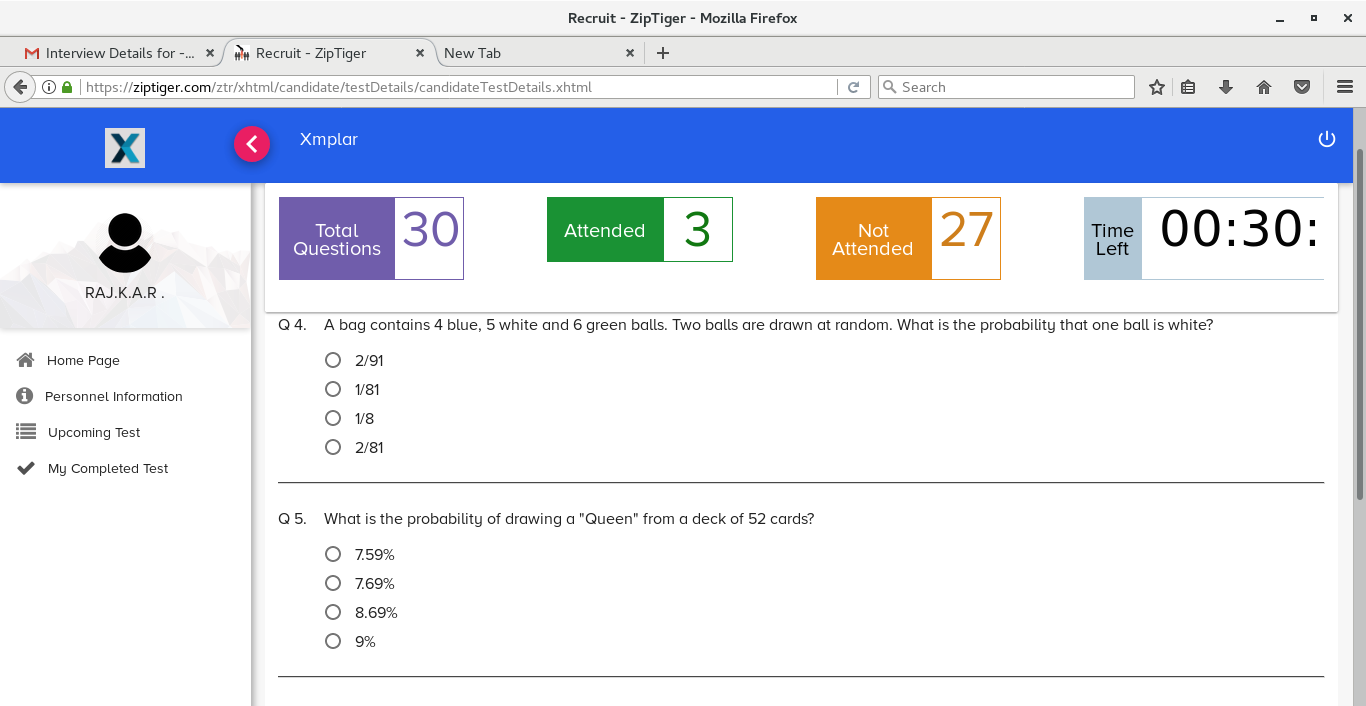 Recruit - ZipTiger - Mozilla Firefox
Interview Details for -... Recruit - ZipTiger New Tab
https://ziptiger.com/ztr/xhtml/candidate/testDetails/candidateTestDetails.xhtml Search
X Xmplar
Total Questions 30 Attended 3 Not Attended 27 Time Left 00:30:
RAJ.K.A.R .
Home Page
Personnel Information
Upcoming Test
My Completed Test
Q 4. A bag contains 4 blue, 5 white and 6 green balls. Two balls are drawn at random. What is the probability that one ball is white?
2/91
1/81
1/8
2/81
Q 5. What is the probability of drawing a "Queen" from a deck of 52 cards?
7.59%
7.69%
8.69%
9%